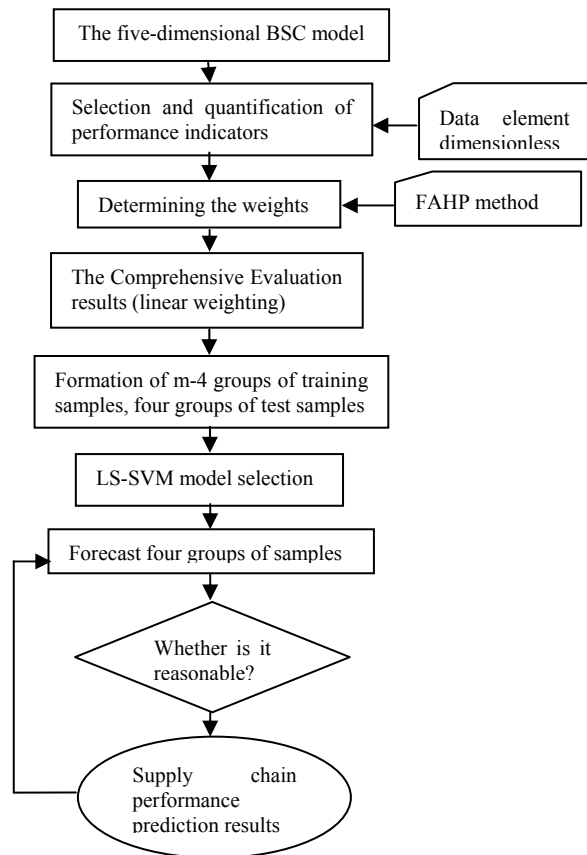 The five-dimensional BSC model
Selection and quantification of
performance indicators
Data element
dimensionless
Determining the weights
FAHP method
The Comprehensive Evaluation
results (linear weighting)
Formation of m-4 groups of training
samples, four groups of test samples
LS-SVM model selection
Forecast four groups of samples
Whether is it
reasonable?
Supply chain
performance
prediction results